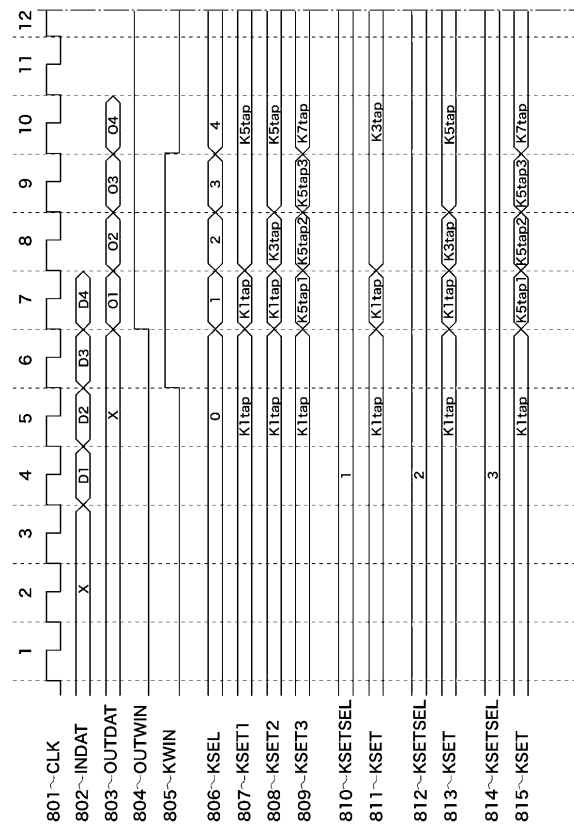 1 2 3 4 5 6 7 8 9 10 11 12
801~CLK
802~INDAT X D1 D2 D3 D4
803~OUTDAT X O1 O2 O3 O4
804~OUTWIN
805~KWIN
806~KSEL 0 1 2 3 4
807~KSET1 K1tap K1tap K5tap
808~KSET2 K1tap K1tap K3tap K5tap
809~KSET3 K1tap K5tap1 K5tap2 K5tap3 K7tap
810~KSETSEL 1
811~KSET K1tap K1tap K3tap
812~KSETSEL 2
813~KSET K1tap K1tap K3tap K5tap
814~KSETSEL 3
815~KSET K1tap K5tap1 K5tap2 K5tap3 K7tap